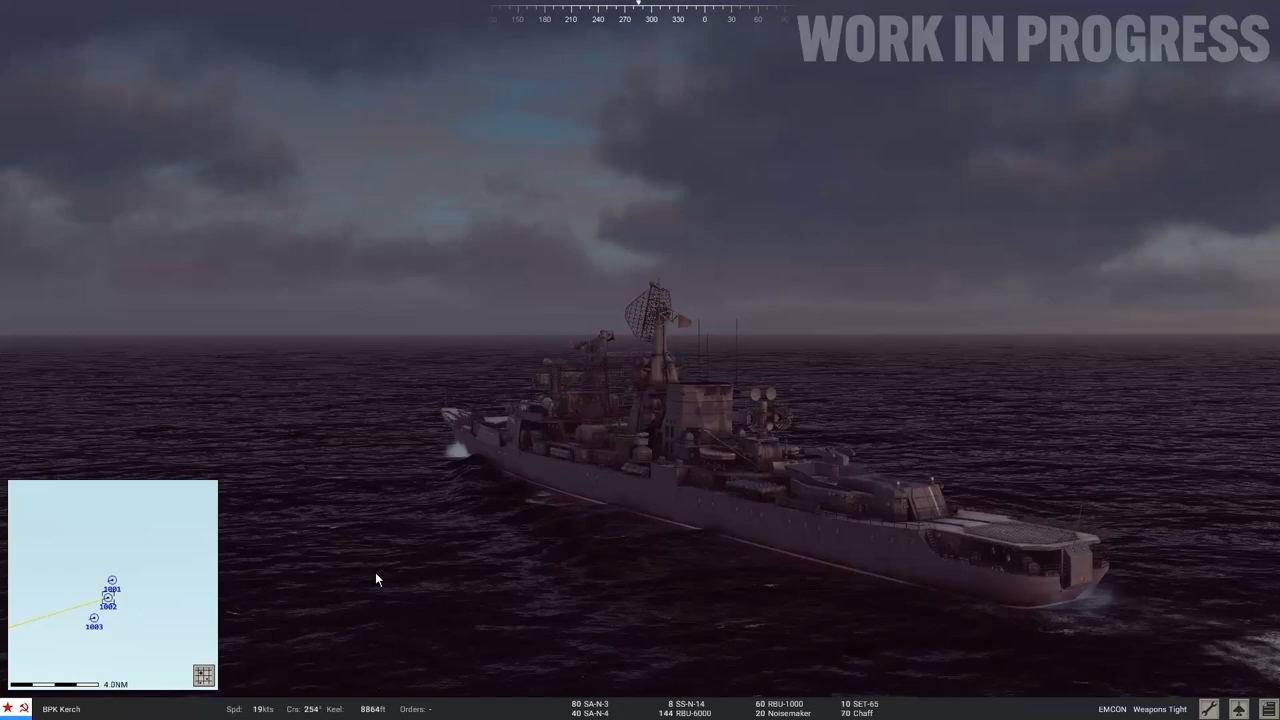 150 180 210 240 270 300 330 0 30 60
WORK IN PROGRESS
1001
1002
1003
4.0NM
BPK Kerch
Spd: 19kts Crs: 254° Keel: 8864ft Orders: -
80 SA-N-3 8 SS-N-14 60 RBU-1000 10 SET-65
40 SA-N-4 144 RBU-6000 20 Noisemaker 70 Chaff
EMCON Weapons Tight